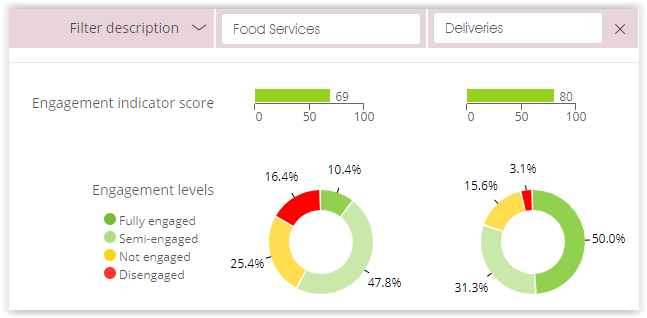 Filter description
Food Services
Deliveries
Engagement indicator score
69
0 50 100
80
0 50 100
Engagement levels
Fully engaged
Semi-engaged
Not engaged
Disengaged
16.4%
10.4%
25.4%
47.8%
3.1%
15.6%
50.0%
31.3%